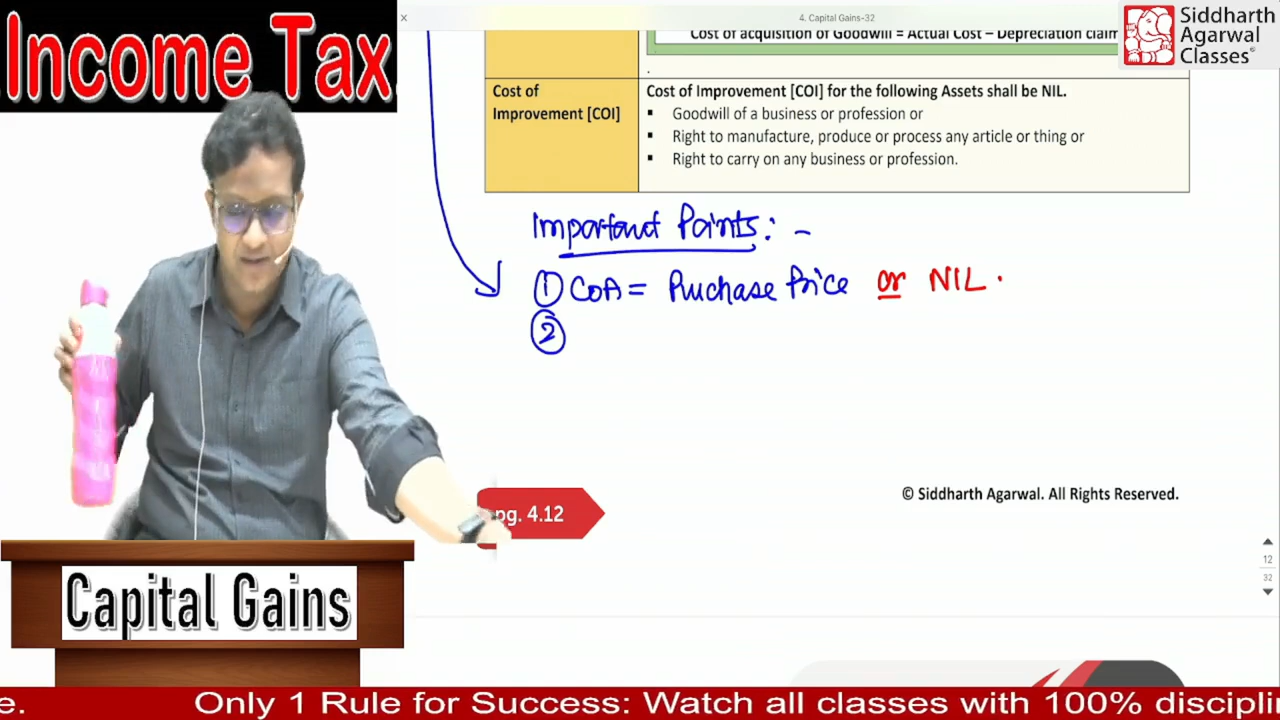 Income Tax
4. Capital Gains-32
Siddharth
Agarwal
Classes®
Cost of acquisition of Goodwill = Actual Cost – Depreciation claim
.
Cost of
Improvement [COI]
Cost of Improvement [COI] for the following Assets shall be NIL.
▪ Goodwill of a business or profession or
▪ Right to manufacture, produce or process any article or thing or
▪ Right to carry on any business or profession.
Important Points: -
① COA = Puchase Price or NIL.
②
© Siddharth Agarwal. All Rights Reserved.
pg. 4.12
12
32
Capital Gains
e. Only 1 Rule for Success: Watch all classes with 100% discipli